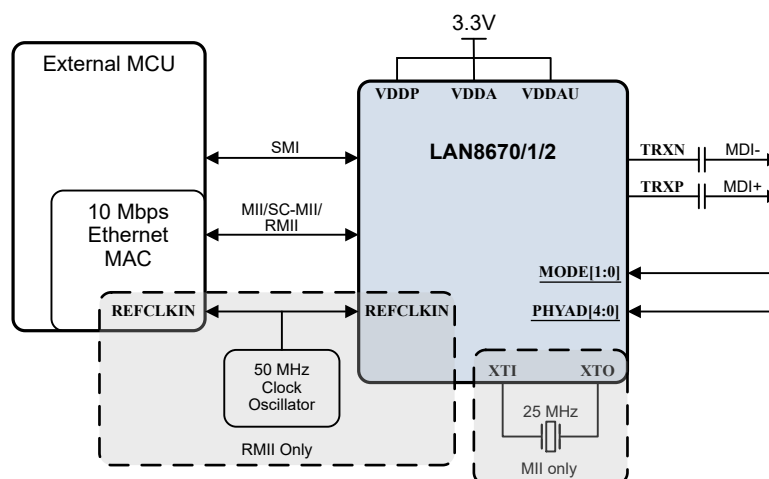 3.3V
External MCU
VDDP
VDDA
VDDAU
LAN8670/1/2
SMI
TRXN
MDI-
TRXP
MDI+
10 Mbps
Ethernet
MAC
MII/SC-MII/
RMII
MODE[1:0]
REFCLKIN
REFCLKIN
PHYAD[4:0]
50 MHz
Clock
Oscillator
XTI
XTO
25 MHz
RMII Only
MII only